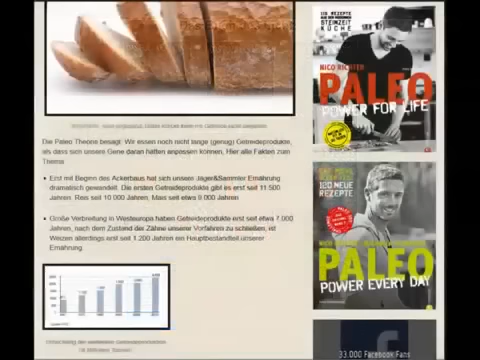 Die Paleo Theorie besagt: Wir essen noch nicht lange (genug) Getreideprodukte,
als dass sich unsere Gene daran hätten anpassen können. Hier alle Fakten zum
Thema
Erst mit Beginn des Ackerbaus hat sich unsere Jäger&Sammler Ernährung
dramatisch gewandelt. Die ersten Getreideprodukte gibt es erst seit 11.500
Jahren, Reis seit 10.000 Jahren, Mais seit etwa 9.000 Jahren
Große Verbreitung in Westeuropa haben Getreideprodukte erst seit etwa 7.000
Jahren, nach dem Zustand der Zähne unserer Vorfahren zu schließen, ist
Weizen allerdings erst seit 1.200 Jahren ein Hauptbestandteil unserer
Ernährung.
REZEPTE
STEINZEIT
KÜCHE
NICO RICHTER
PALEO
POWER FOR LIFE
120 NEUE
REZEPTE
PALEO
POWER EVERY DAY
33.000 Facebook Fans